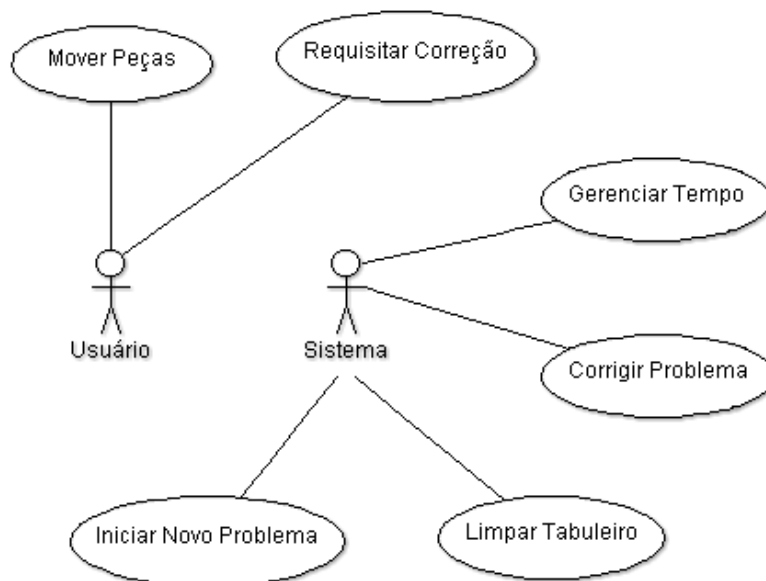 Mover Peças
Requisitar Correção
Gerenciar Tempo
Usuário
Sistema
Corrigir Problema
Iniciar Novo Problema
Limpar Tabuleiro